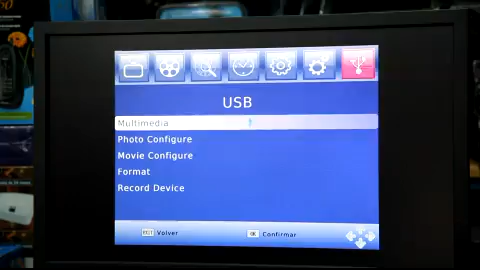 USB
Multimedia
Photo Configure
Movie Configure
Format
Record Device
EXIT Volver
OK Confirmar